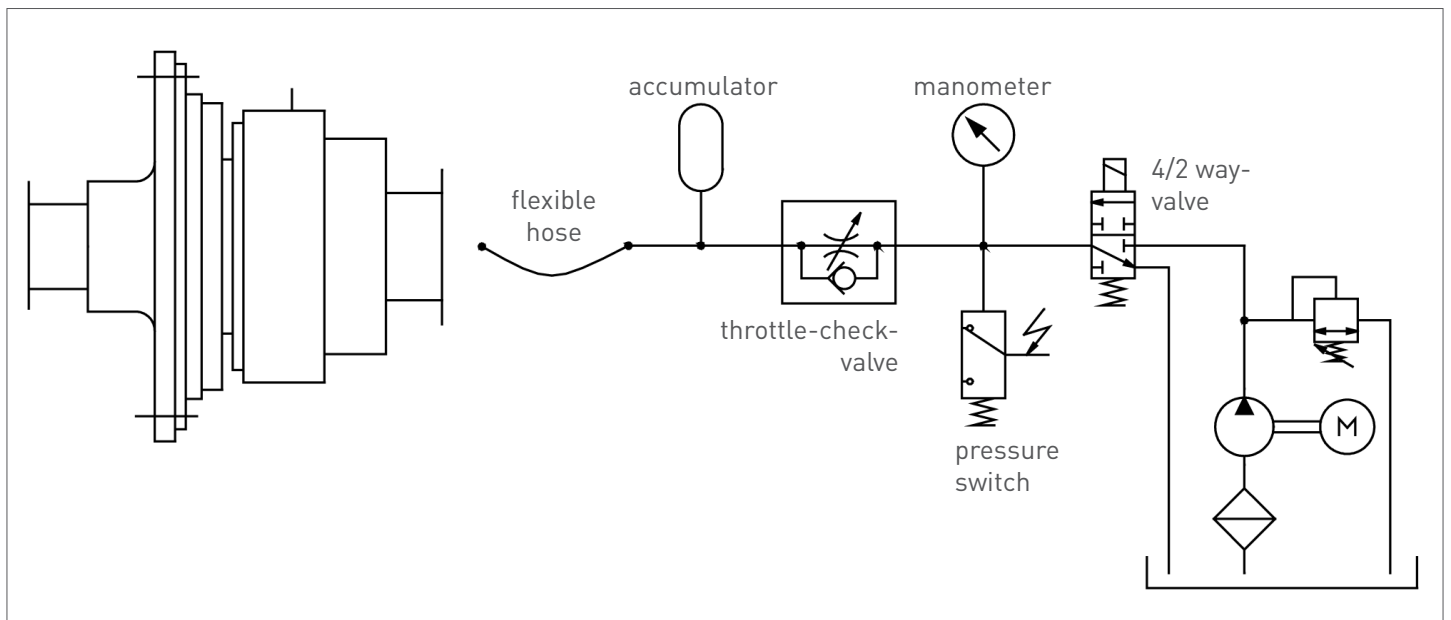 accumulator
manometer
4/2 way-
valve
flexible
hose
throttle-check-
valve
pressure
switch
M